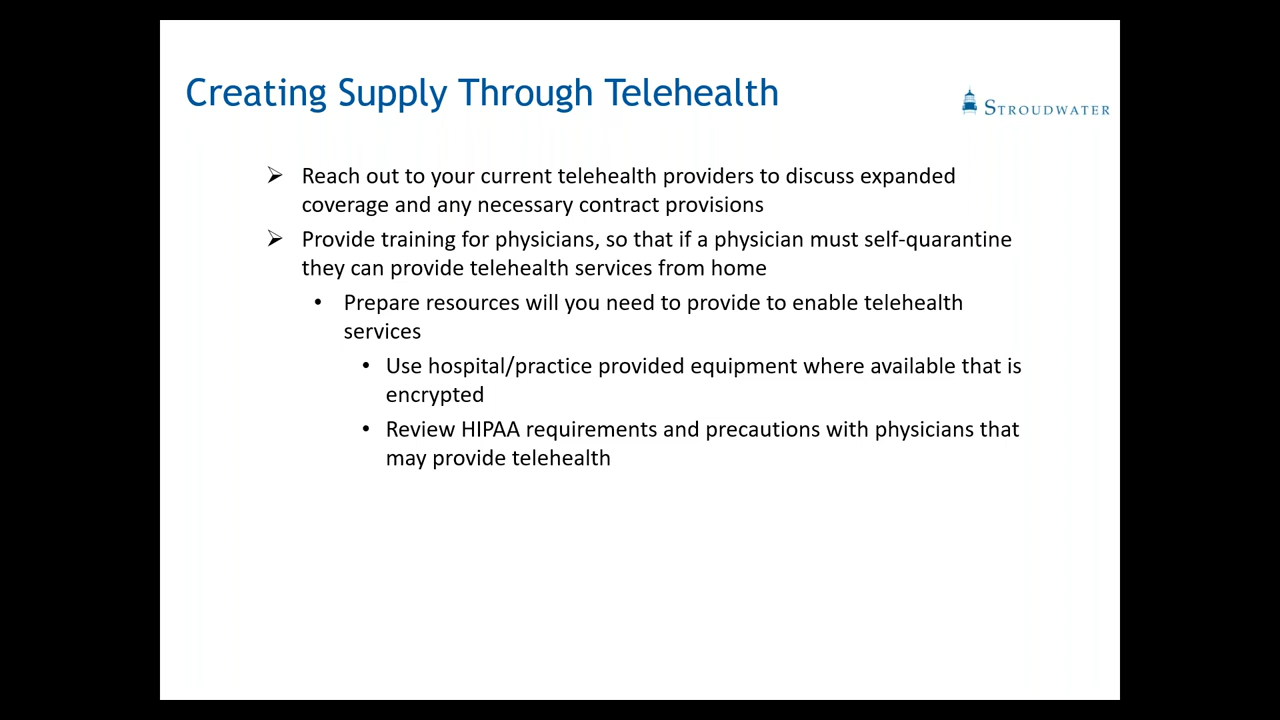 Creating Supply Through Telehealth
STROUDWATER
➢ Reach out to your current telehealth providers to discuss expanded
coverage and any necessary contract provisions
➢ Provide training for physicians, so that if a physician must self-quarantine
they can provide telehealth services from home
• Prepare resources will you need to provide to enable telehealth
services
• Use hospital/practice provided equipment where available that is
encrypted
• Review HIPAA requirements and precautions with physicians that
may provide telehealth